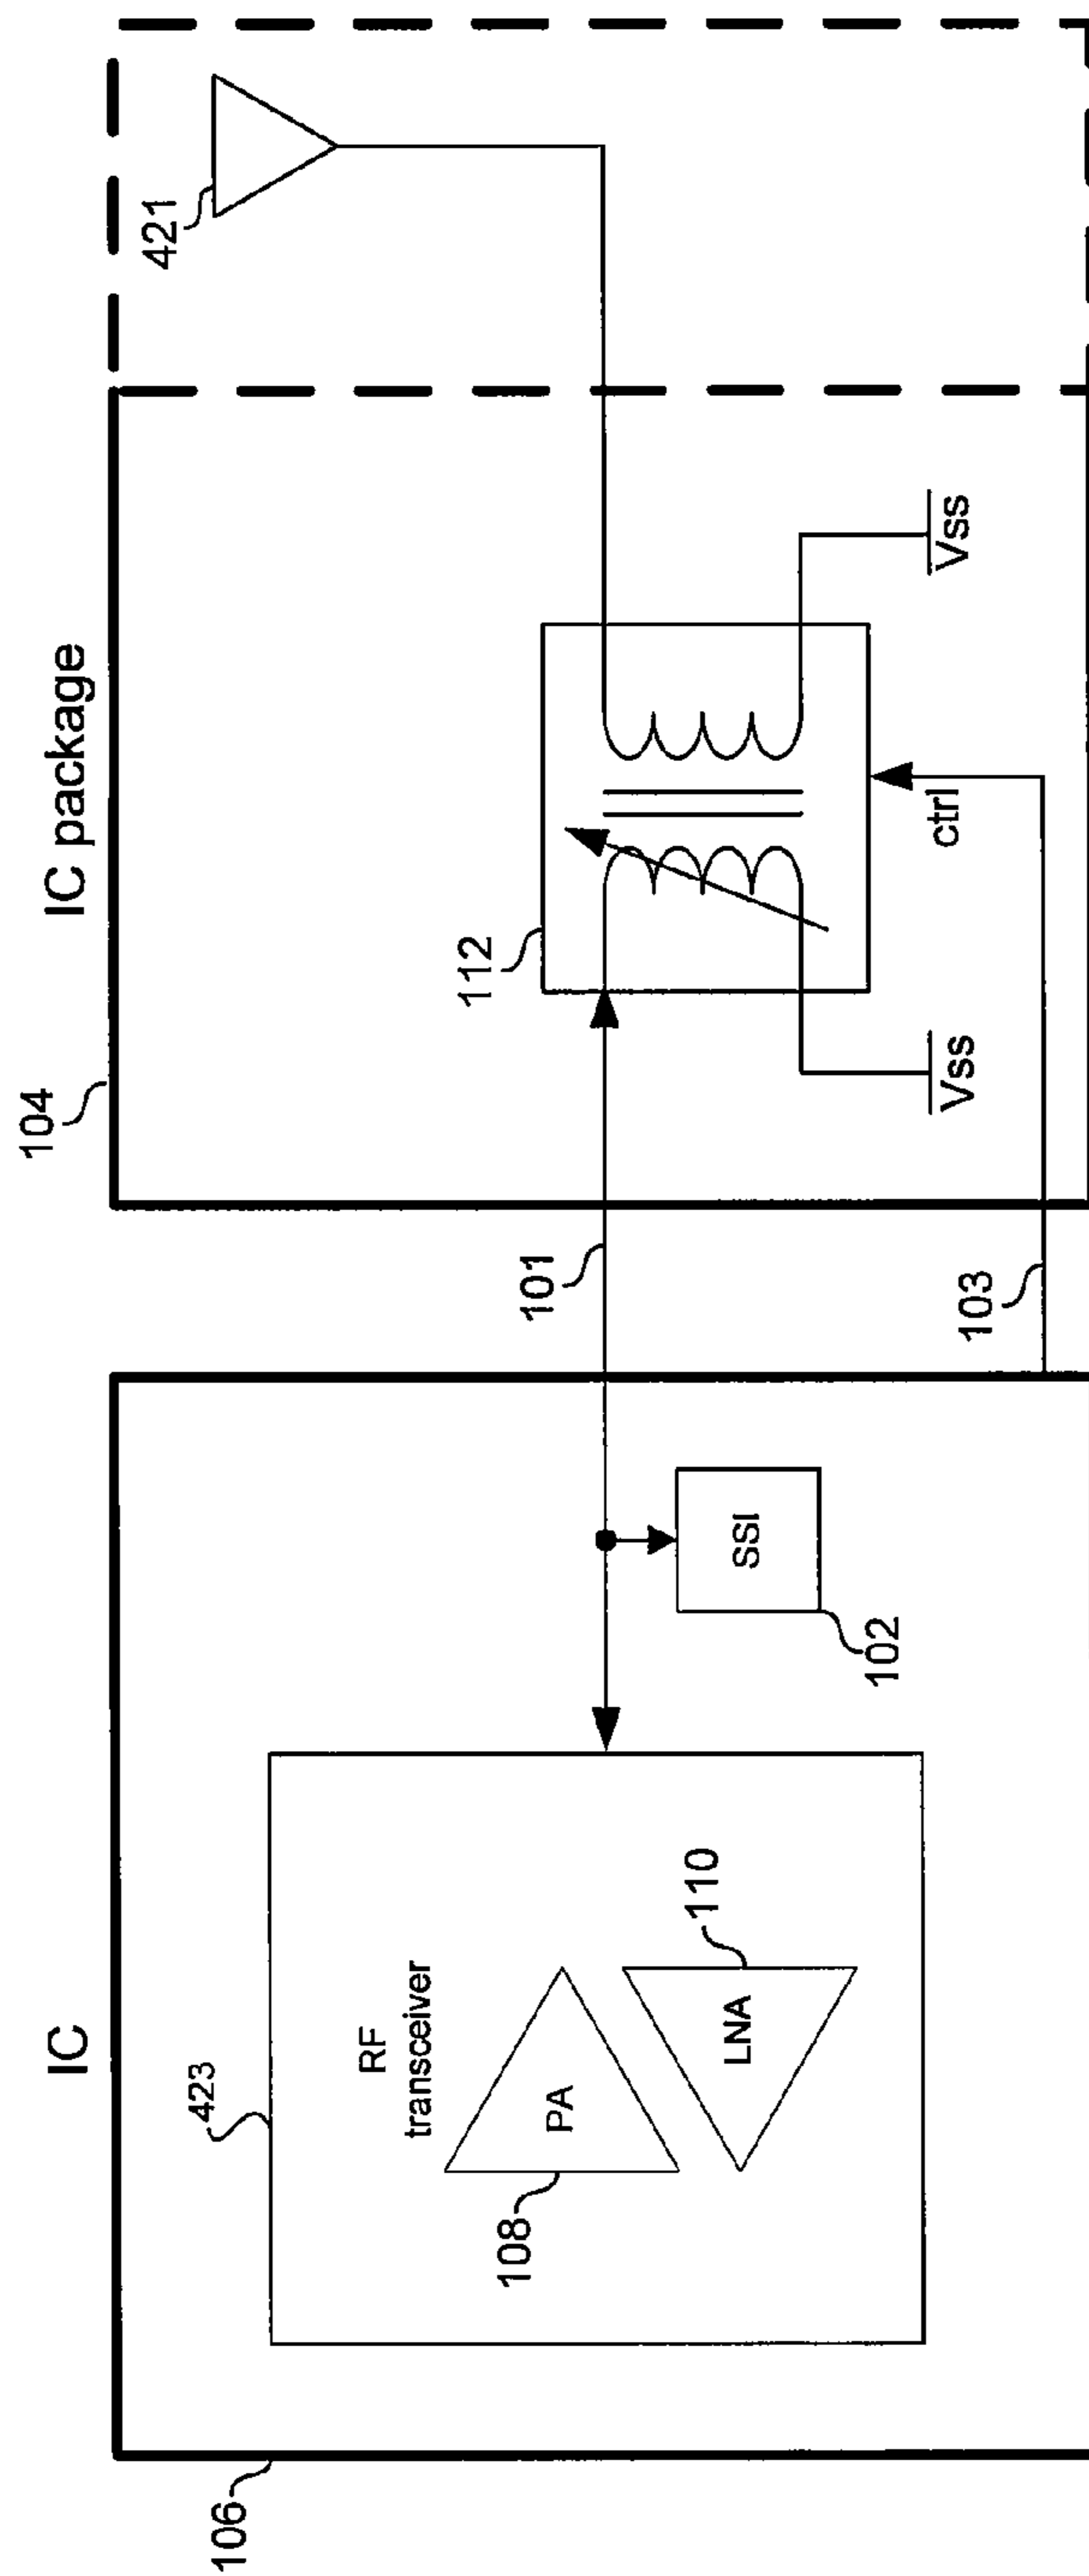 IC
IC package
106
423
RF
transceiver
108
PA
110
LNA
SSI
102
101
103
104
112
Vss
Vss
ctrl
421